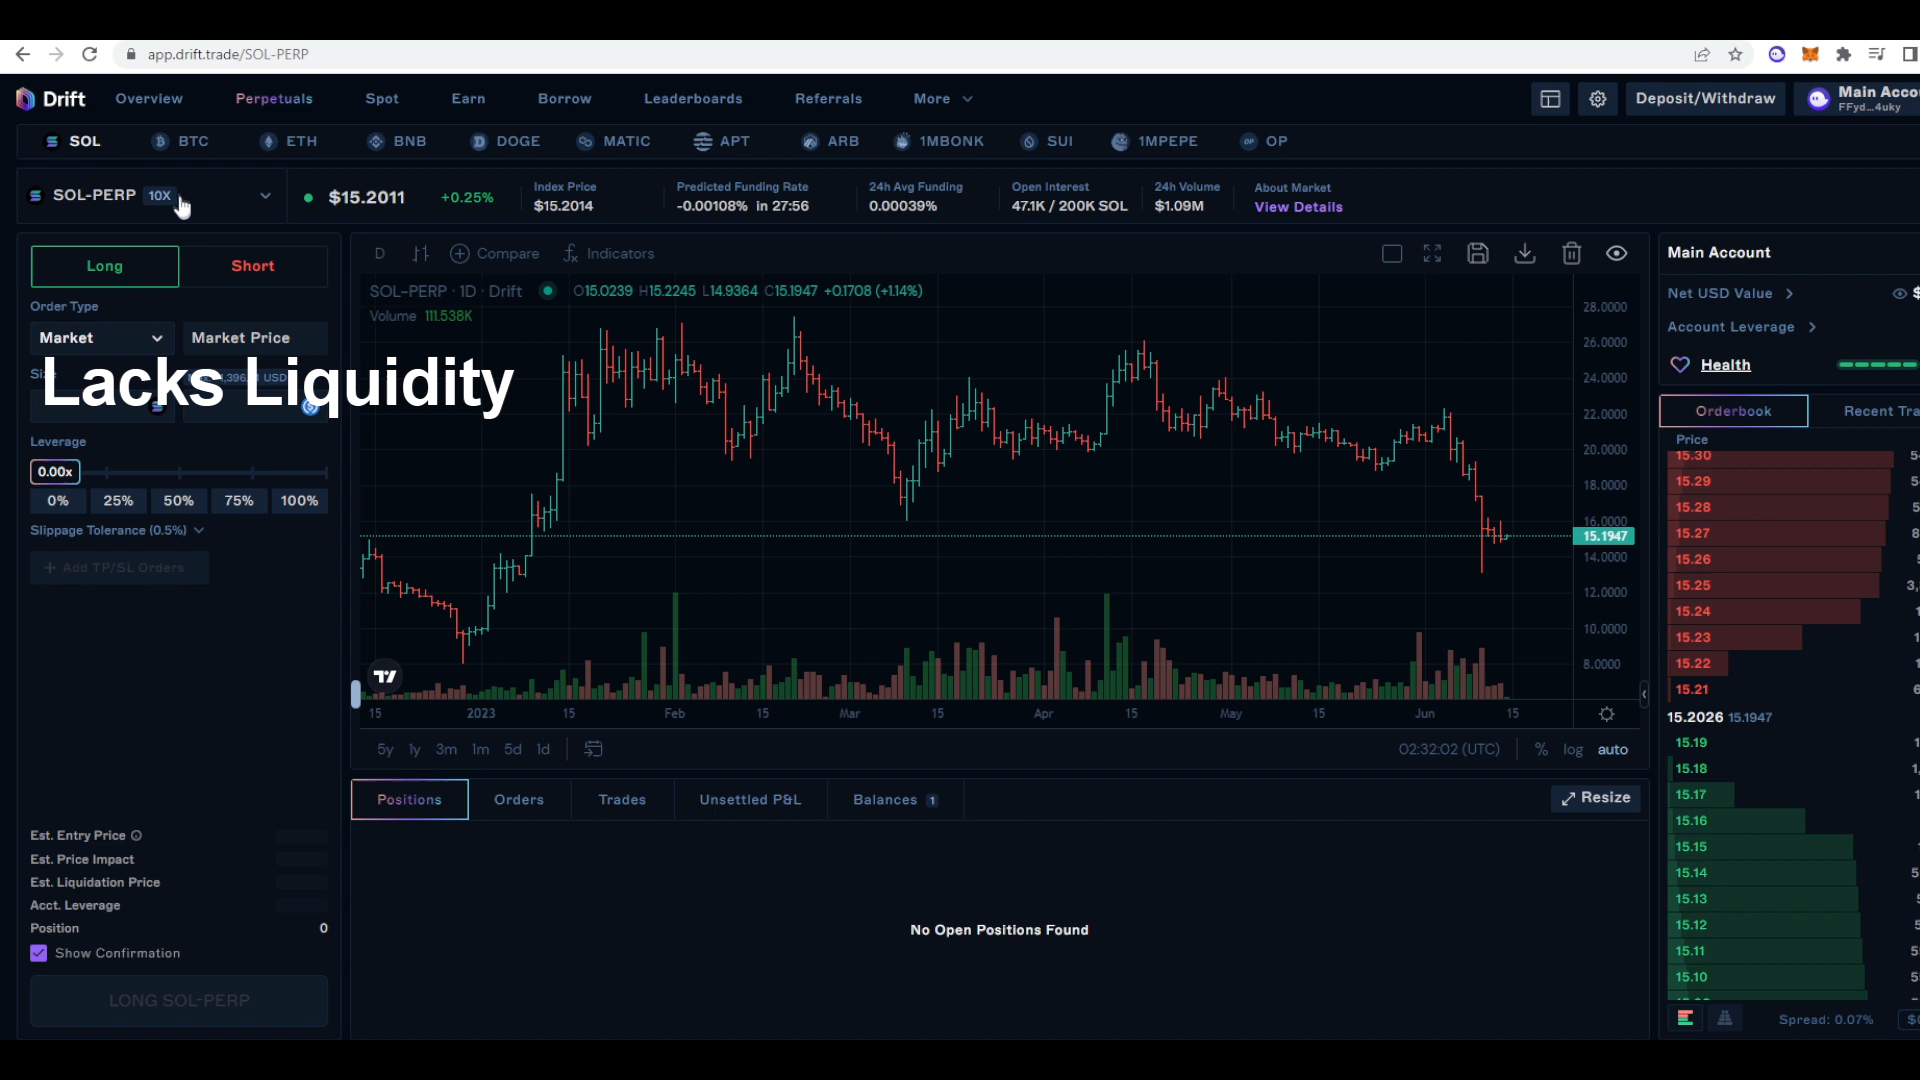 app.drift.trade/SOL-PERP
Drift Overview Perpetuals Spot Earn Borrow Leaderboards Referrals More Deposit/Withdraw Main
FFyd...4uky
SOL BTC ETH BNB DOGE MATIC APT ARB 1MBONK SUI 1MPEPE OP
SOL-PERP 10X $15.2011 +0.25%
Index Price Predicted Funding Rate 24h Avg Funding Open Interest 24h Volume About Market
$15.2014 -0.00108% in 27:56 0.00039% 47.1K / 200K SOL $1.09M View Details
Long Short
Order Type
Market Market Price
Lacks Liquidity
Leverage
0.00x
0% 25% 50% 75% 100%
Slippage Tolerance (0.5%)
+ Add TP/SL Orders
Est. Entry Price
Est. Price Impact
Est. Liquidation Price
Acct. Leverage
Position 0
Show Confirmation
LONG SOL-PERP
D Compare Indicators
SOL-PERP · 1D · Drift O15.0239 H15.2245 L14.9364 C15.1947 +0.1708 (+1.14%)
Volume 111.538K
28.0000
26.0000
24.0000
22.0000
20.0000
18.0000
16.0000
15.1947
14.0000
12.0000
10.0000
8.0000
15 2023 15 Feb 15 Mar 15 Apr 15 May 15 Jun 15
5y 1y 3m 1m 5d 1d 02:32:02 (UTC) % log auto
Positions Orders Trades Unsettled P&L Balances 1 Resize
No Open Positions Found
Main Account
Net USD Value
Account Leverage
Health
Orderbook Recent
Price
15.30
15.29
15.28
15.27
15.26
15.25
15.24
15.23
15.22
15.21
15.2026 15.1947
15.19
15.18
15.17
15.16
15.15
15.14
15.13
15.12
15.11
15.10
Spread: 0.07%